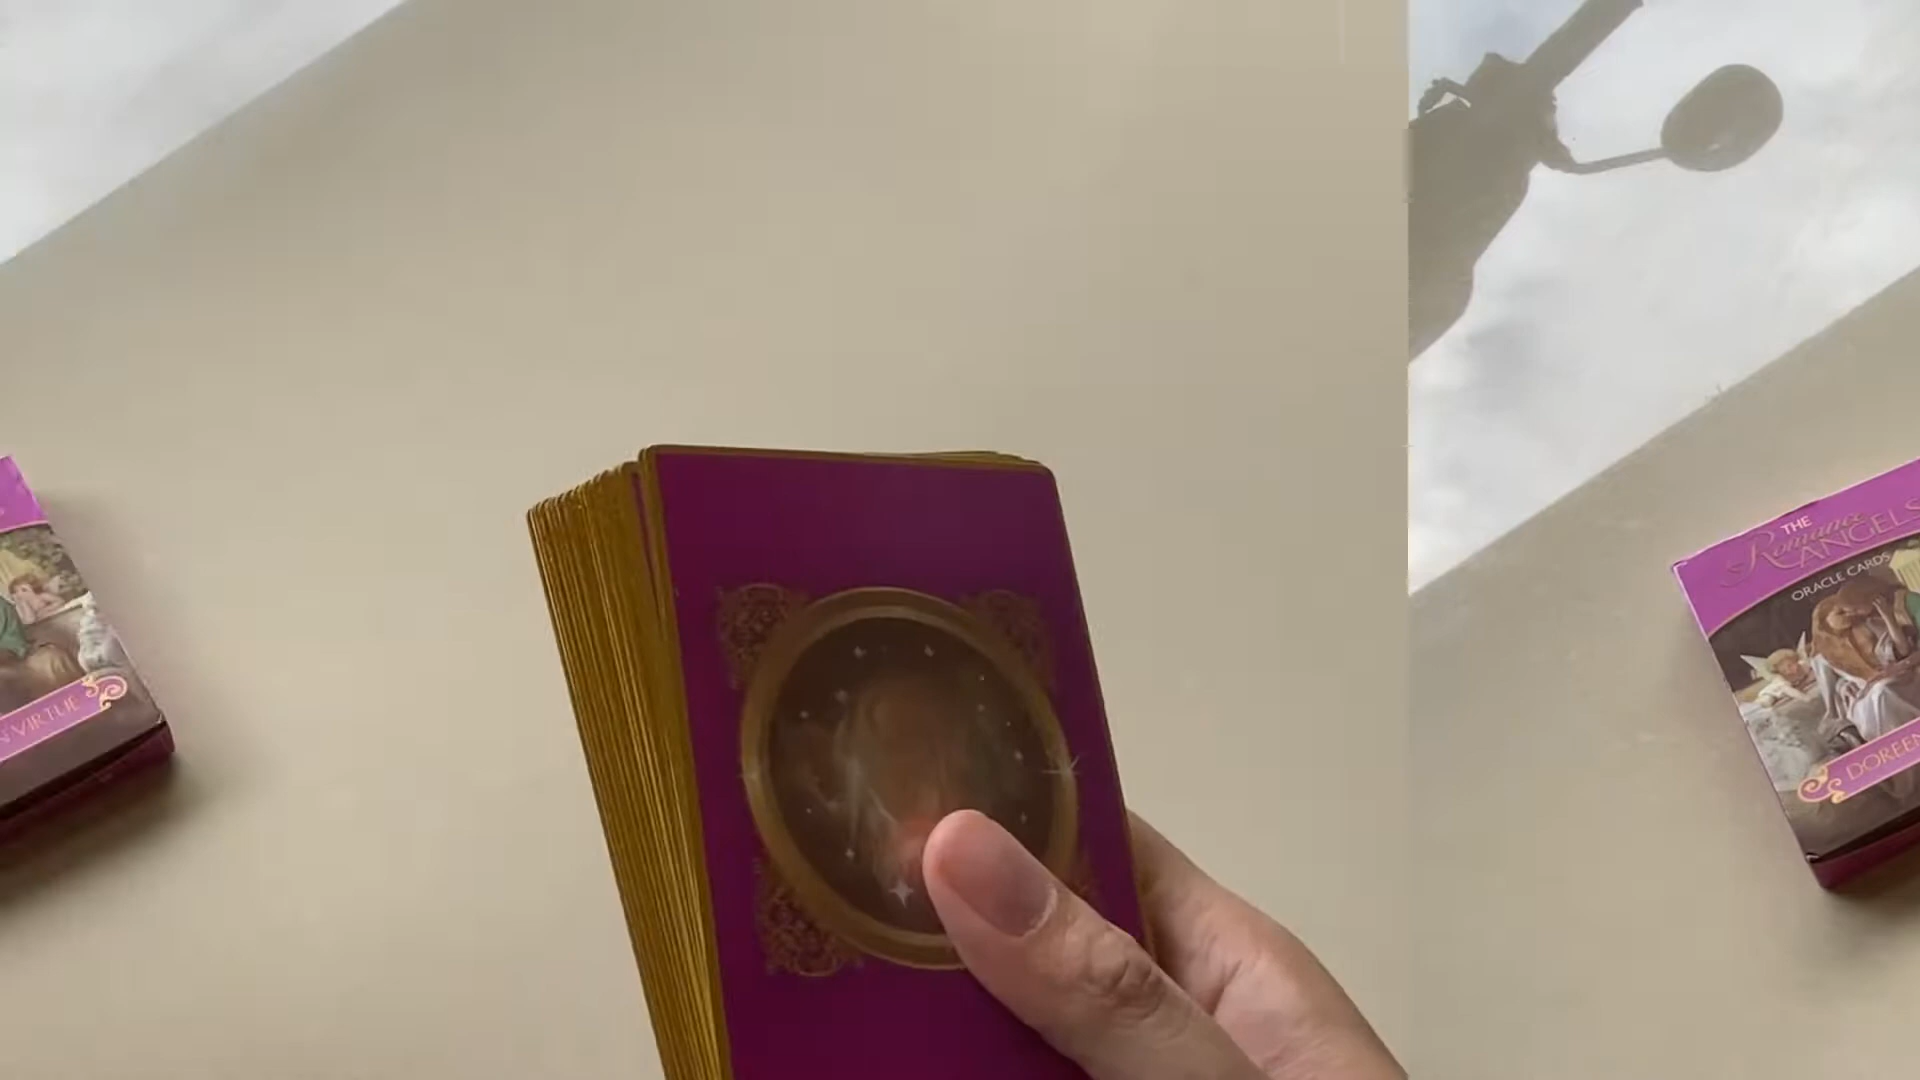 VIRTUE
THE
Romance
ANGELS
ORACLE CARDS
DOREEN